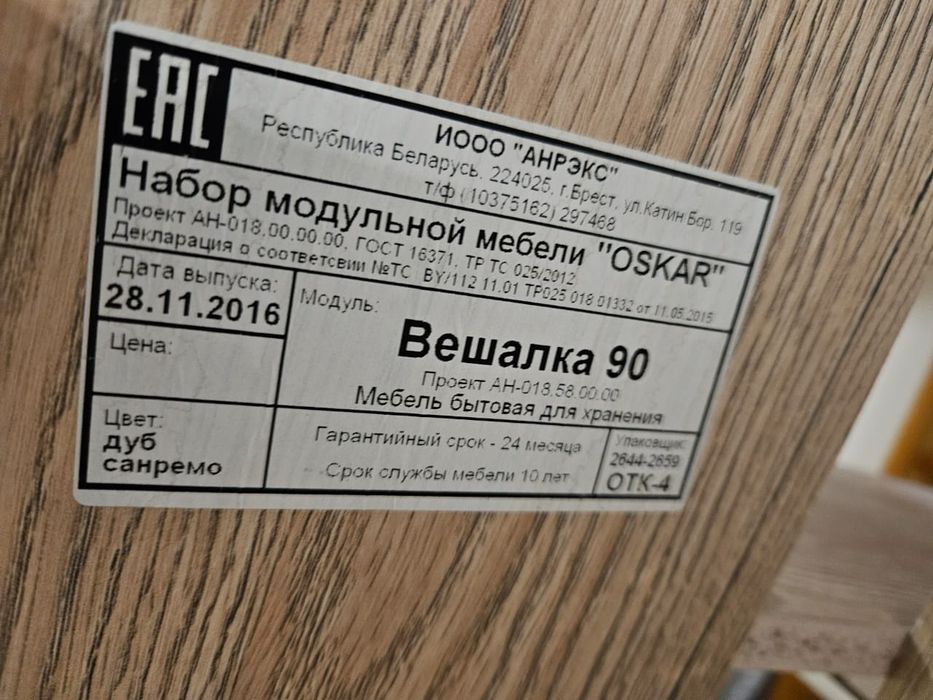 ЕАС
ИООО "АНРЭКС"
Республика Беларусь, 224025, г.Брест, ул.Катин Бор, 119
т/ф (10375162) 297468
Набор модульной мебели "OSKAR"
Проект АН-018.00.00.00, ГОСТ 16371, ТР ТС 025/2012
Декларация о соответсвии №ТС BY/112 11.01 ТР025 018 01332 от 11.05.2015
Дата выпуска:
28.11.2016
Цена:
Цвет:
дуб
санремо
Модуль:
Вешалка 90
Проект АН-018.58.00.00
Мебель бытовая для хранения
Гарантийный срок - 24 месяца
Срок службы мебели 10 лет
Упаковщик:
2644-2659
ОТК-4